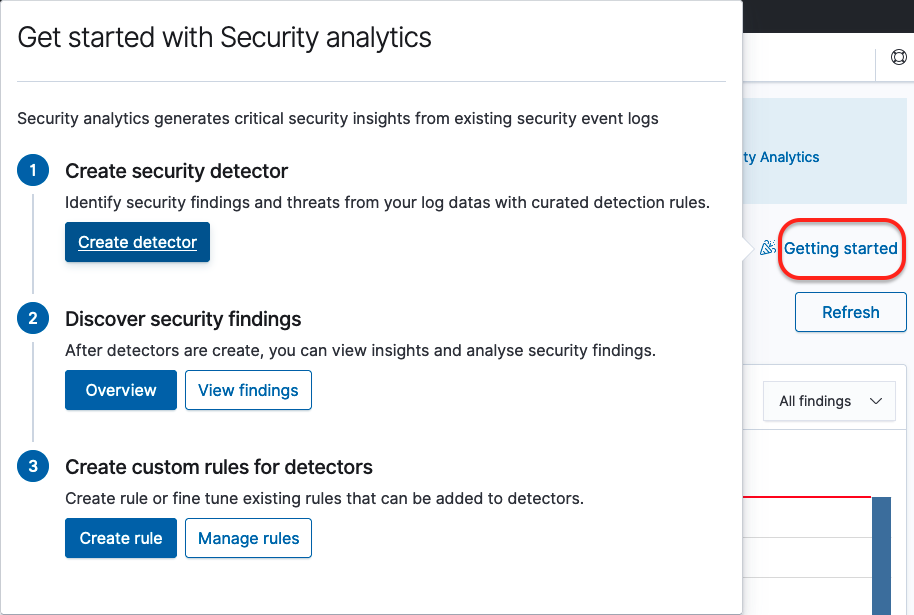 Get started with Security analytics
Security analytics generates critical security insights from existing security event logs
1
Create security detector
Identify security findings and threats from your log datas with curated detection rules.
Create detector
2
Discover security findings
After detectors are create, you can view insights and analyse security findings.
Overview
View findings
3
Create custom rules for detectors
Create rule or fine tune existing rules that can be added to detectors.
Create rule
Manage rules
ty Analytics
Getting started
Refresh
All findings